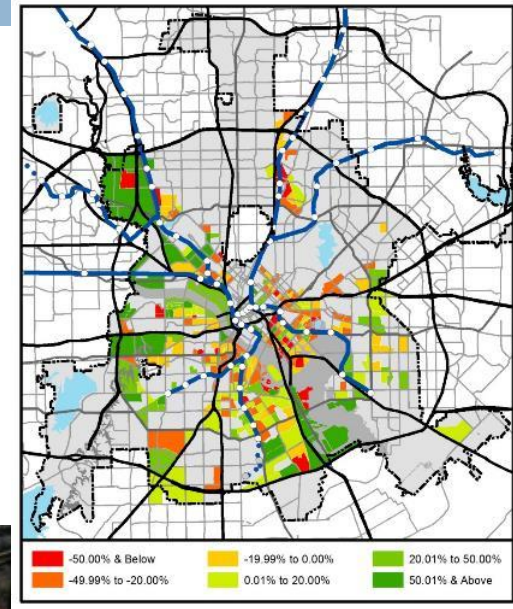 -50.00% & Below
-19.99% to 0.00%
20.01% to 50.00%
-49.99% to -20.00%
0.01% to 20.00%
50.01% & Above